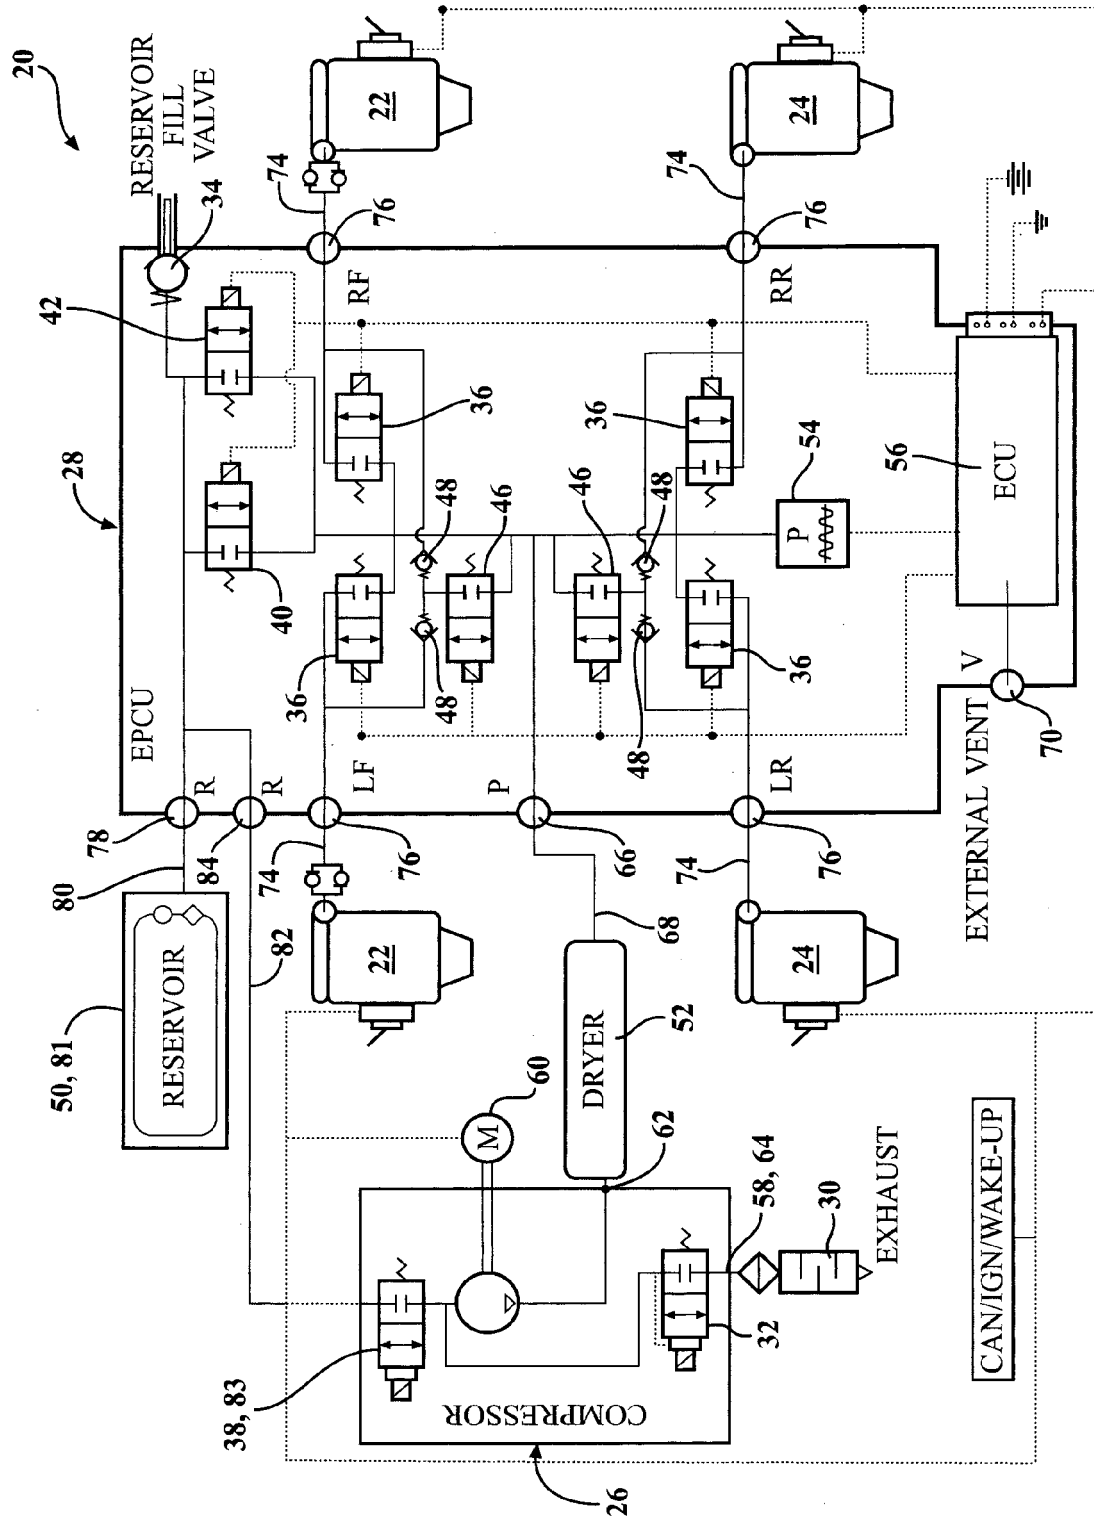 20
RESERVOIR
FILL
VALVE
34
22
74
76
24
74
76
42
RF
RR
36
36
28
40
48
46
46
48
54
P
56
ECU
36
48
48
36
EPCU
R
R
LF
P
LR
V
EXTERNAL VENT
70
78
84
80
82
74
76
66
74
76
50, 81
RESERVOIR
22
68
24
DRYER
52
60
M
62
58, 64
30
EXHAUST
32
38, 83
COMPRESSOR
26
CAN/IGN/WAKE-UP